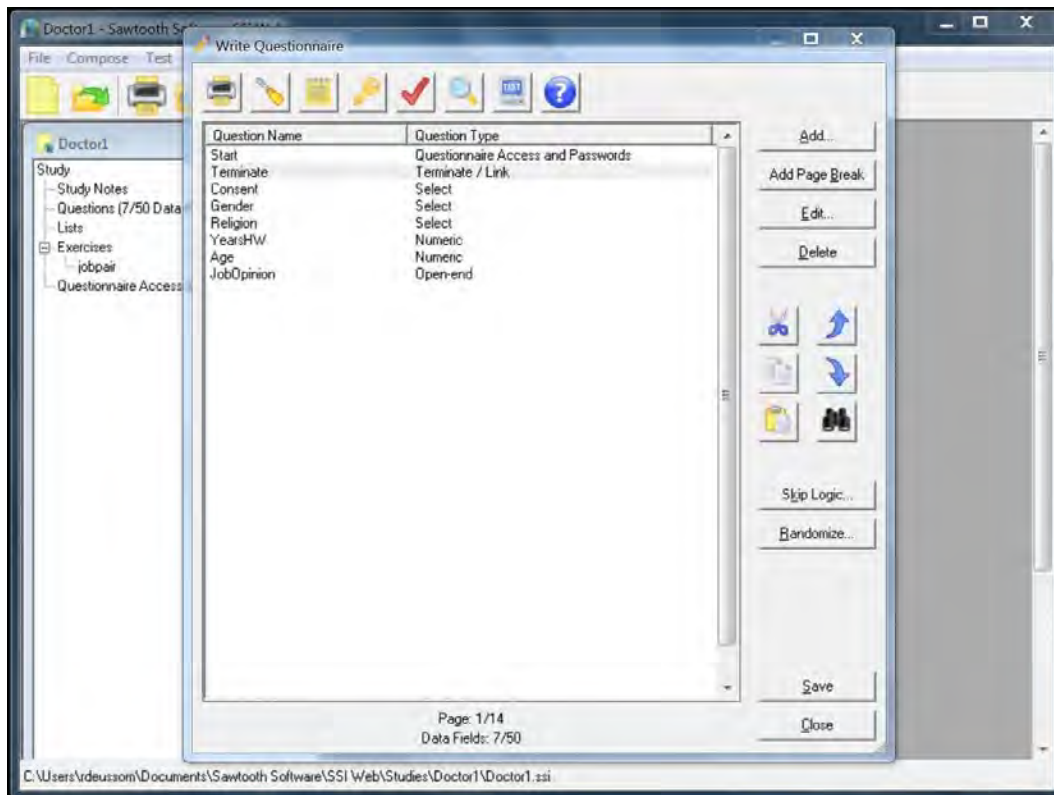 Doctor1 - Sawtooth
Write Questionnaire
File Compose Test
TEST
Doctor1
Study
Study Notes
Questions (7/50 Data
Lists
Exercises
jobpair
Questionnaire Access
Question Name Question Type
Start Questionnaire Access and Passwords
Terminate Terminate / Link
Consent Select
Gender Select
Religion Select
YearsHW Numeric
Age Numeric
JobOpinion Open-end
Add...
Add Page Break
Edit...
Delete
Skip Logic...
Randomize...
Save
Close
Page: 1/14
Data Fields: 7/50
C:\Users\rdeussom\Documents\Sawtooth Software\SSI Web\Studies\Doctor1\Doctor1.ssi